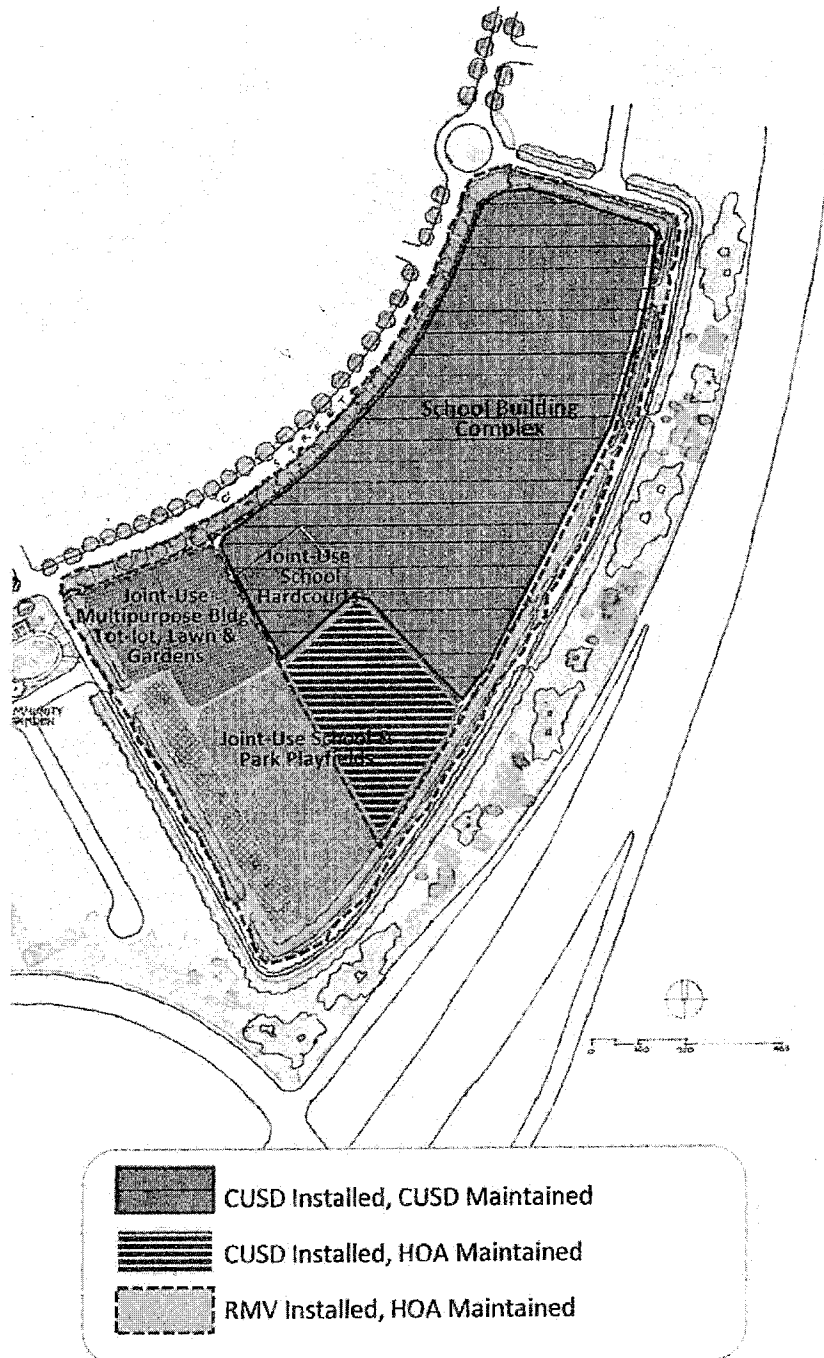 C STREET
School Building
Complex
Joint-Use
School
Hardcourts
Joint-Use
Multipurpose Bldg
Tot-lot, Lawn &
Gardens
Joint-Use School &
Park Playfields
CUSD Installed, CUSD Maintained
CUSD Installed, HOA Maintained
RMV Installed, HOA Maintained